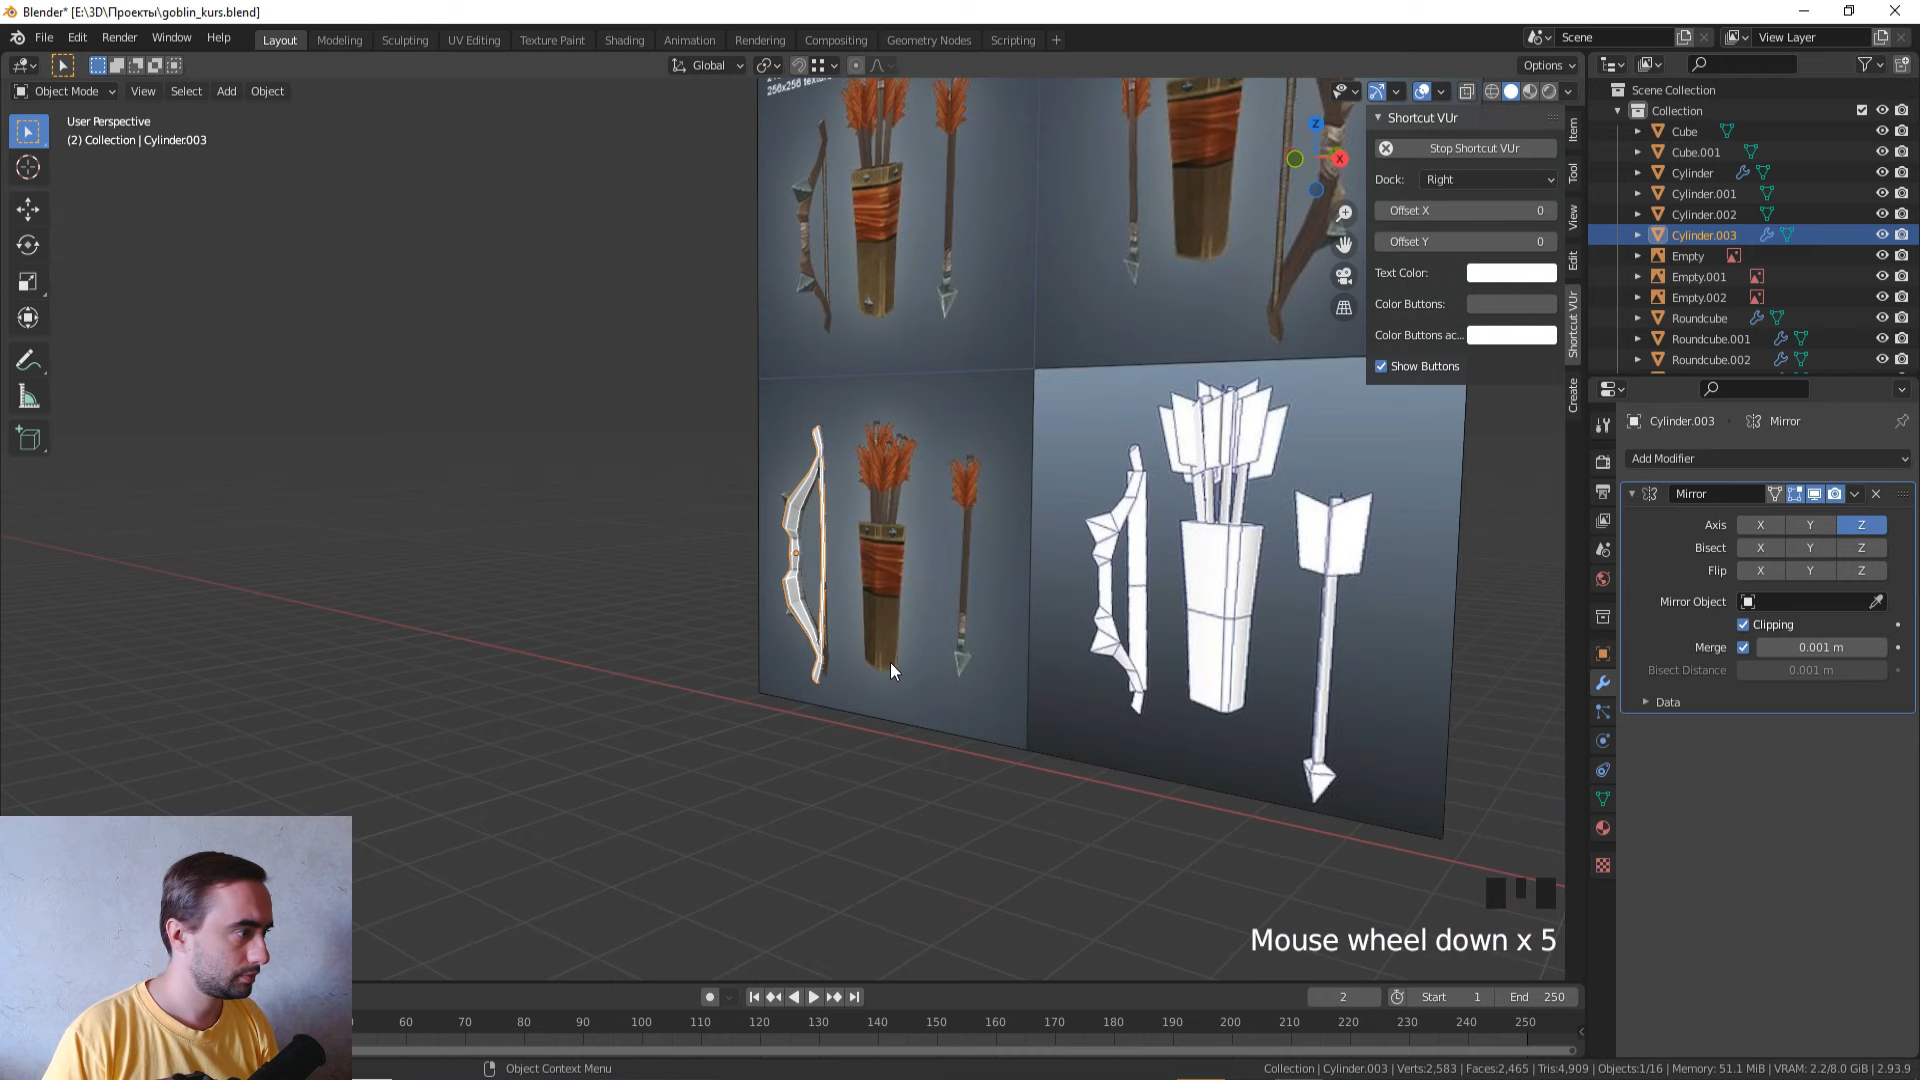 Blender* [E:\3D\Проекты\goblin_kurs.blend]
File Edit Render Window Help
Layout Modeling Sculpting UV Editing Texture Paint Shading Animation Rendering Compositing Geometry Nodes Scripting +
Scene View Layer
Global Options
Object Mode View Select Add Object
User Perspective
(2) Collection | Cylinder.003
256x256
Z
X
Shortcut VUr
Stop Shortcut VUr
Dock: Right
Offset X 0
Offset Y 0
Text Color:
Color Buttons:
Color Buttons ac...
Show Buttons
Item
Tool
View
Edit
Shortcut VUr
Create
Scene Collection
Collection
Cube
Cube.001
Cylinder
Cylinder.001
Cylinder.002
Cylinder.003
Empty
Empty.001
Empty.002
Roundcube
Roundcube.001
Roundcube.002
Cylinder.003 Mirror
Add Modifier
Mirror
Axis X Y Z
Bisect X Y Z
Flip X Y Z
Mirror Object
Clipping
Merge 0.001 m
Bisect Distance 0.001 m
Data
Mouse wheel down x 5
2 Start 1 End 250
60 70 80 90 100 110 120 130 140 150 160 170 180 190 200 210 220 230 240 250
Object Context Menu
Collection | Cylinder.003 | Verts:2,583 | Faces:2,465 | Tris:4,909 | Objects:1/16 | Memory: 51.1 MiB | VRAM: 2.2/8.0 GiB | 2.93.9